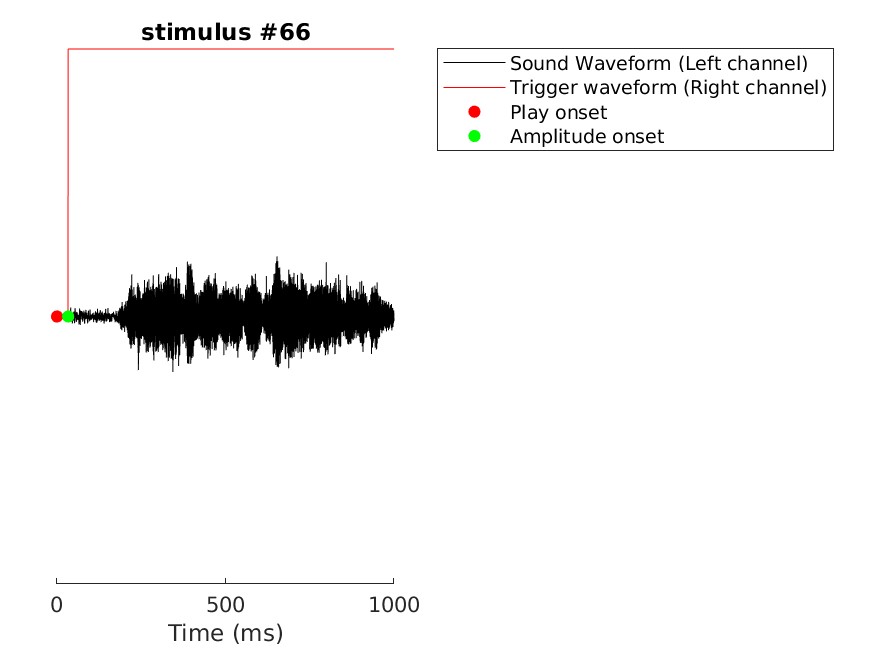 stimulus #66
Sound Waveform (Left channel)
Trigger waveform (Right channel)
Play onset
Amplitude onset
0 500 1000
Time (ms)